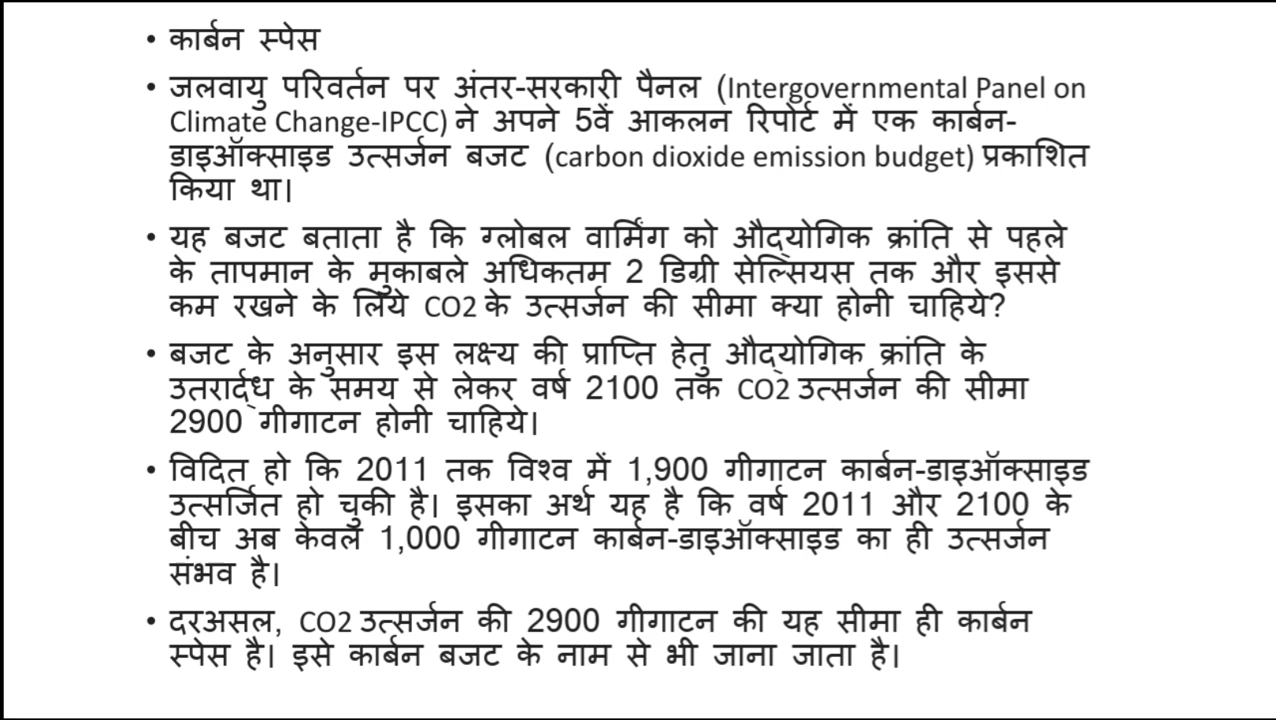 • कार्बन स्पेस
• जलवायु परिवर्तन पर अंतर-सरकारी पैनल (Intergovernmental Panel on
Climate Change-IPCC) ने अपने 5वें आकलन रिपोर्ट में एक कार्बन-
डाइऑक्साइड उत्सर्जन बजट (carbon dioxide emission budget) प्रकाशित
किया था।
• यह बजट बताता है कि ग्लोबल वार्मिंग को औद्योगिक क्रांति से पहले
के तापमान के मुकाबले अधिकतम 2 डिग्री सेल्सियस तक और इससे
कम रखने के लिये CO2 के उत्सर्जन की सीमा क्या होनी चाहिये?
• बजट के अनुसार इस लक्ष्य की प्राप्ति हेतु औद्योगिक क्रांति के
उतरार्द्ध के समय से लेकर वर्ष 2100 तक CO2 उत्सर्जन की सीमा
2900 गीगाटन होनी चाहिये।
• विदित हो कि 2011 तक विश्व में 1,900 गीगाटन कार्बन-डाइऑक्साइड
उत्सर्जित हो चुकी है। इसका अर्थ यह है कि वर्ष 2011 और 2100 के
बीच अब केवल 1,000 गीगाटन कार्बन-डाइऑक्साइड का ही उत्सर्जन
संभव है।
• दरअसल, CO2 उत्सर्जन की 2900 गीगाटन की यह सीमा ही कार्बन
स्पेस है। इसे कार्बन बजट के नाम से भी जाना जाता है।